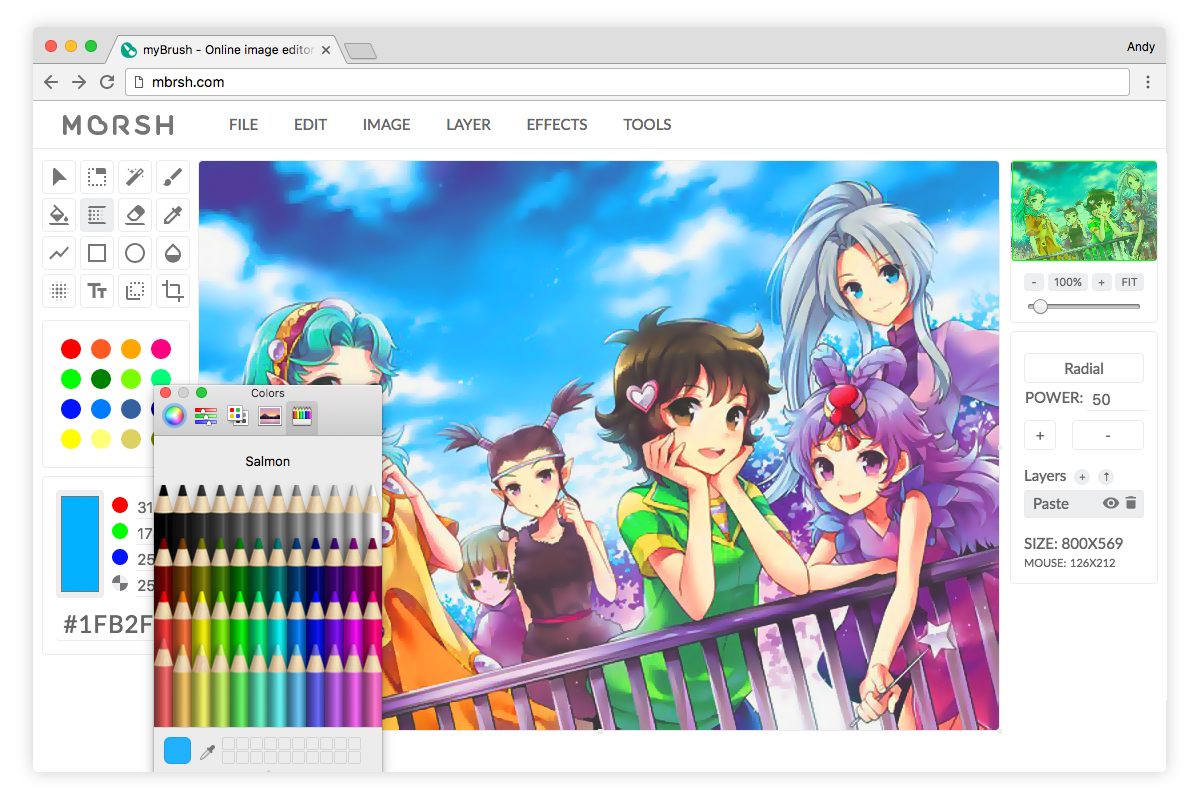 myBrush - Online image editor
Andy
mbrsh.com
MBRSH
FILE
EDIT
IMAGE
LAYER
EFFECTS
TOOLS
Tт
-
100%
+
FIT
Radial
POWER: 50
+
-
Layers
+
Paste
SIZE: 800X569
MOUSE: 126X212
Colors
Salmon
31
17
25
25
#1FB2F